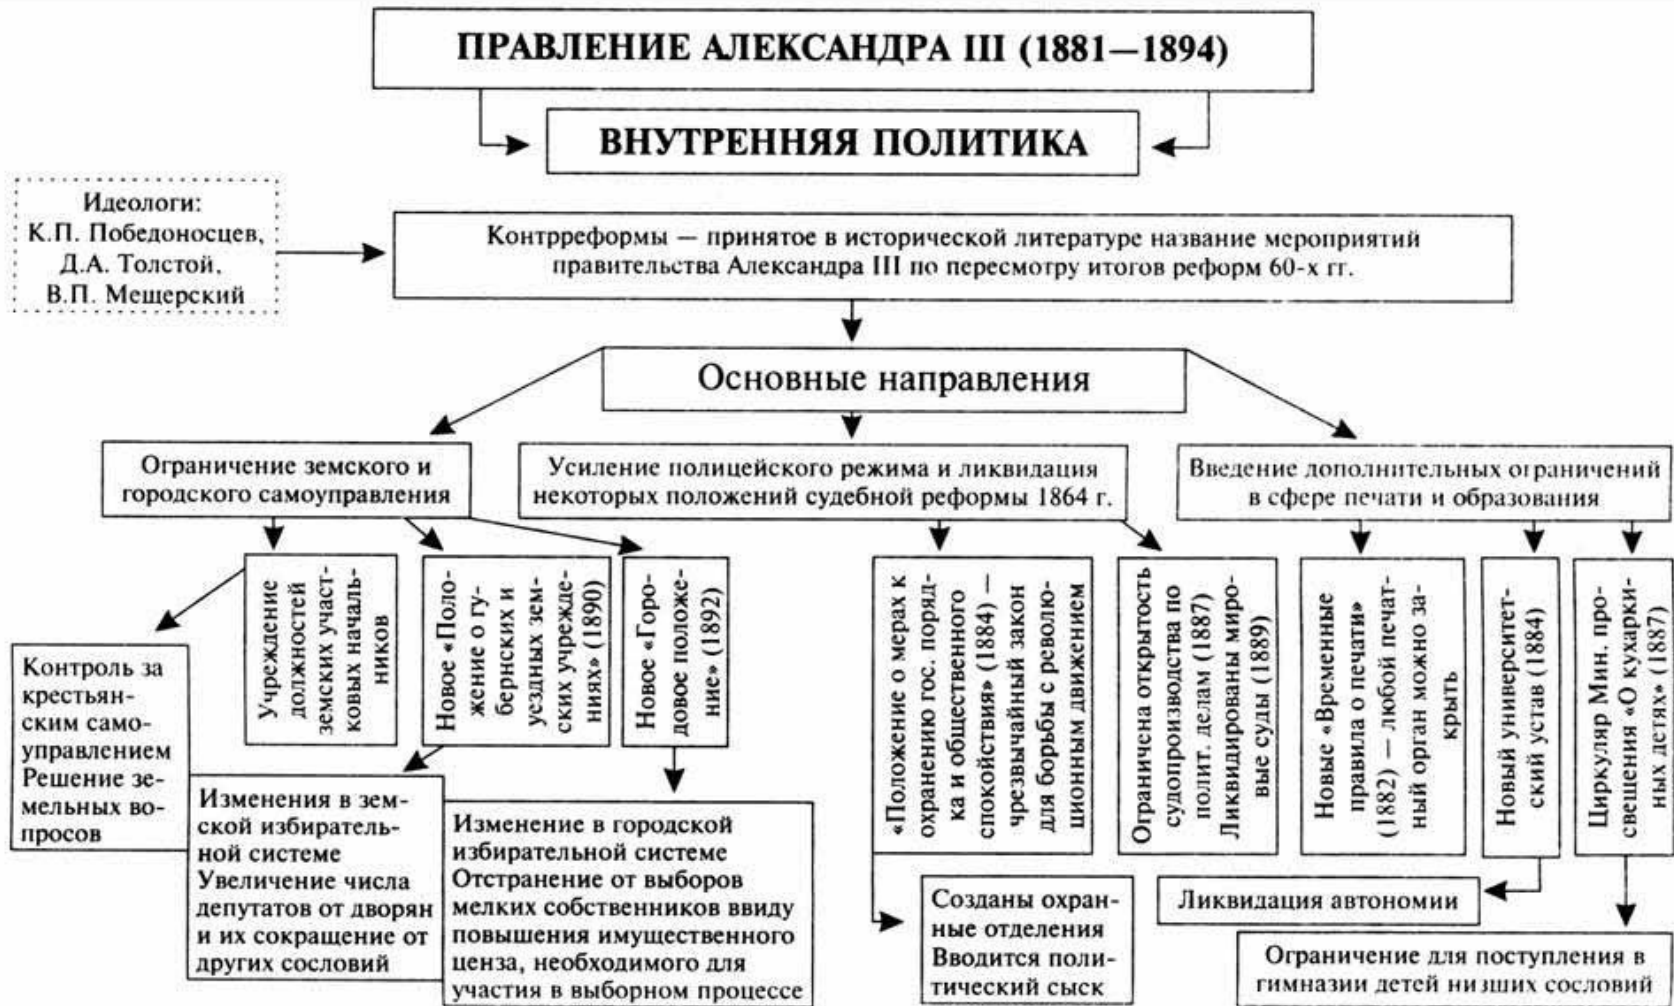 ПРАВЛЕНИЕ АЛЕКСАНДРА III (1881—1894)
ВНУТРЕННЯЯ ПОЛИТИКА
Идеологи:
К.П. Победоносцев,
Д.А. Толстой,
В.П. Мещерский
Контрреформы — принятое в исторической литературе название мероприятий
правительства Александра III по пересмотру итогов реформ 60-х гг.
Основные направления
Ограничение земского и
городского самоуправления
Усиление полицейского режима и ликвидация
некоторых положений судебной реформы 1864 г.
Введение дополнительных ограничений
в сфере печати и образования
Учреждение
должностей
земских участ-
ковых началь-
ников
Новое «Поло-
жение о гу-
бернских и
уездных зем-
ских учрежде-
ниях» (1890)
Новое «Горо-
довое положе-
ние» (1892)
«Положение о мерах к
охранению гос. поряд-
ка и общественного
спокойствия» (1884) —
чрезвычайный закон
для борьбы с револю-
ционным движением
Ограничена открытость
судопроизводства по
полит. делам (1887)
Ликвидированы миро-
вые суды (1889)
Новые «Временные
правила о печати»
(1882) — любой печат-
ный орган можно за-
крыть
Новый университет-
ский устав (1884)
Циркуляр Мин. про-
свещения «О кухарки-
ных детях» (1887)
Контроль за
крестьян-
ским само-
управлением
Решение зе-
мельных во-
просов
Изменения в зем-
ской избиратель-
ной системе
Увеличение числа
депутатов от дворян
и их сокращение от
других сословий
Изменение в городской
избирательной системе
Отстранение от выборов
мелких собственников ввиду
повышения имущественного
ценза, необходимого для
участия в выборном процессе
Созданы охран-
ные отделения
Вводится поли-
тический сыск
Ликвидация автономии
Ограничение для поступления в
гимназии детей низших сословий